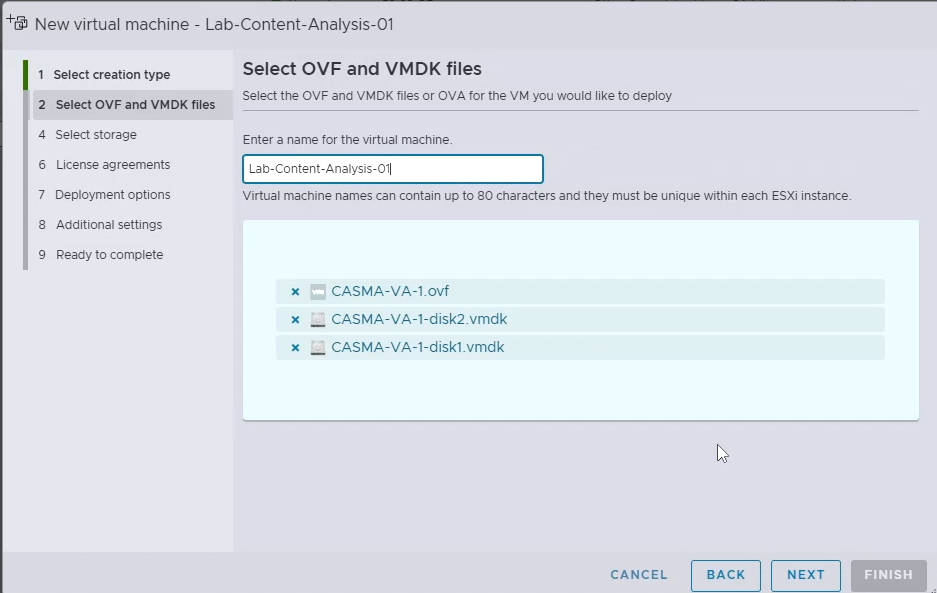 New virtual machine - Lab-Content-Analysis-01
1 Select creation type
2 Select OVF and VMDK files
4 Select storage
6 License agreements
7 Deployment options
8 Additional settings
9 Ready to complete
Select OVF and VMDK files
Select the OVF and VMDK files or OVA for the VM you would like to deploy
Enter a name for the virtual machine.
Lab-Content-Analysis-01
Virtual machine names can contain up to 80 characters and they must be unique within each ESXi instance.
× CASMA-VA-1.ovf
× CASMA-VA-1-disk2.vmdk
× CASMA-VA-1-disk1.vmdk
CANCEL BACK NEXT FINISH